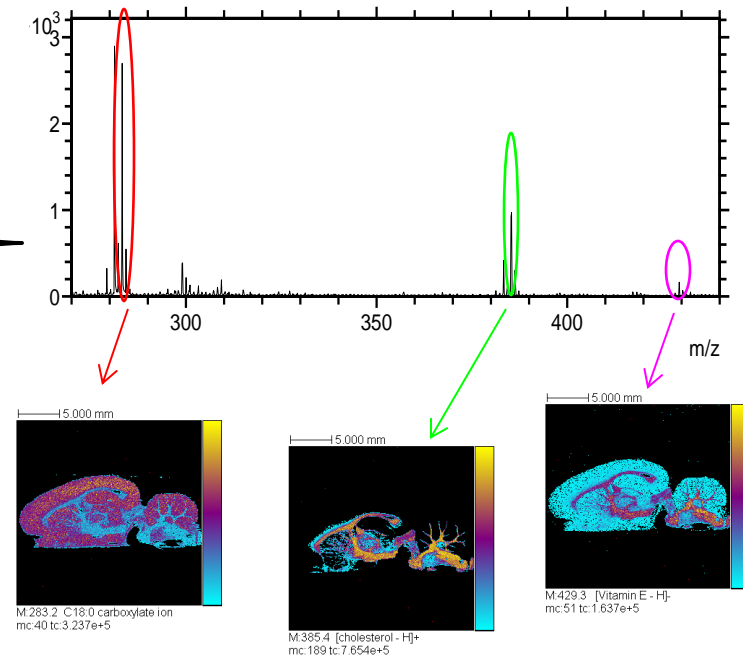 10³
3
2
1
0
300 350 400
m/z
5.000 mm
M:283.2 C18:0 carboxylate ion
mc:40 tc:3.237e+5
5.000 mm
M:385.4 [cholesterol - H]+
mc:189 tc:7.654e+5
5.000 mm
M:429.3 [Vitamin E - H]-
mc:51 tc:1.637e+5